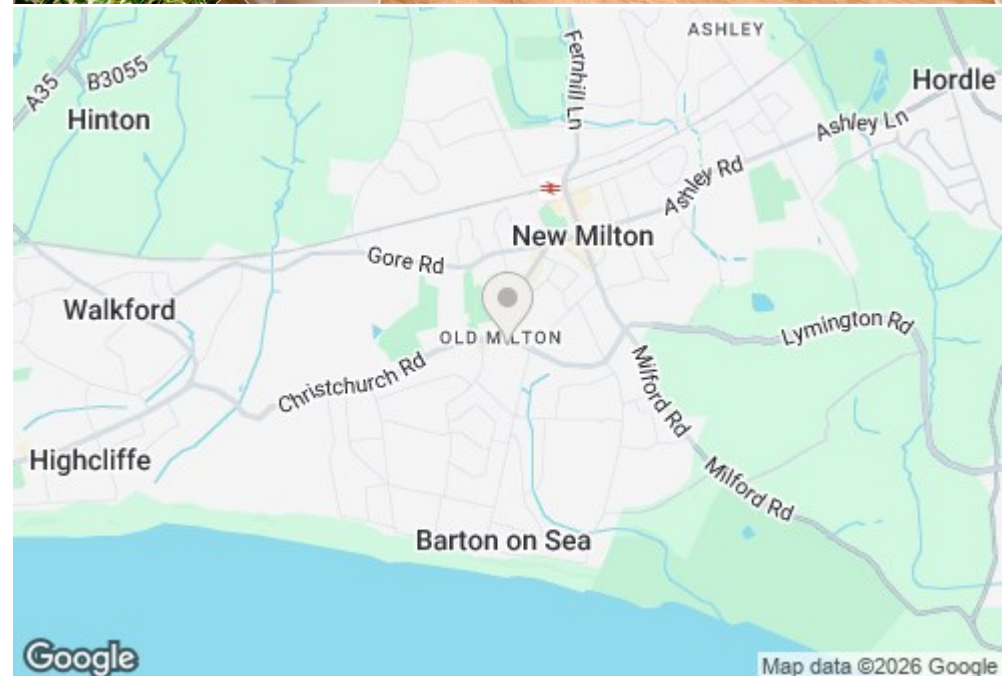 ASHLEY
A35
B3055
Fernhill Ln
Hordle
Hinton
Ashley Ln
Ashley Rd
New Milton
Gore Rd
Walkford
OLD MILTON
Lymington Rd
Christchurch Rd
Milford Rd
Highcliffe
Milford Rd
Barton on Sea
Google
Map data ©2026 Google